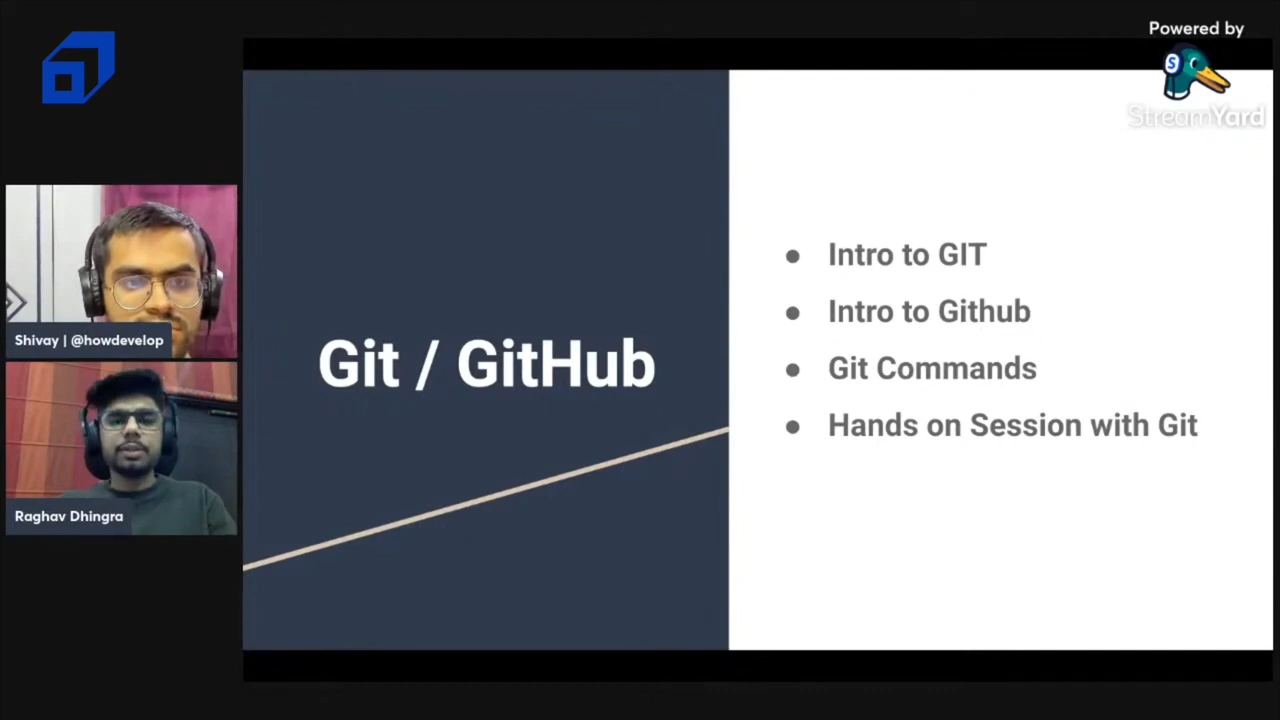 Powered by
S
StreamYard
Shivay | @howdevelop
Raghav Dhingra
Git / GitHub
● Intro to GIT
● Intro to Github
● Git Commands
● Hands on Session with Git